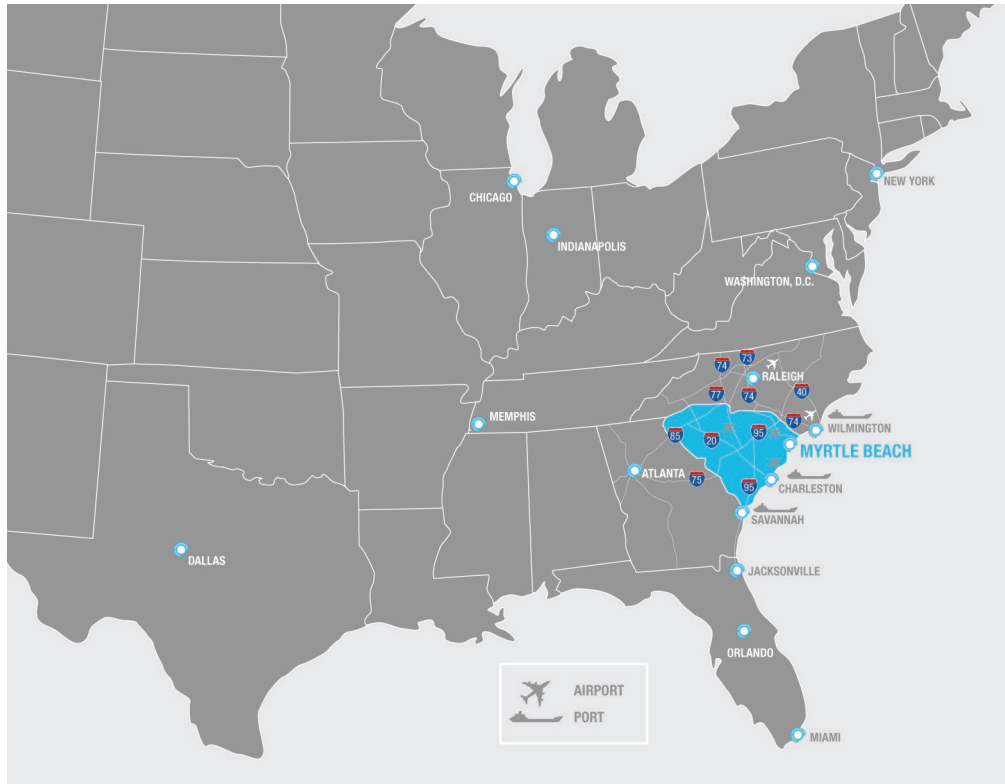 CHICAGO
NEW YORK
INDIANAPOLIS
WASHINGTON, D.C.
74
73
RALEIGH
77
74
40
MEMPHIS
74
WILMINGTON
85
20
95
MYRTLE BEACH
ATLANTA
75
95
CHARLESTON
SAVANNAH
DALLAS
JACKSONVILLE
ORLANDO
AIRPORT
PORT
MIAMI